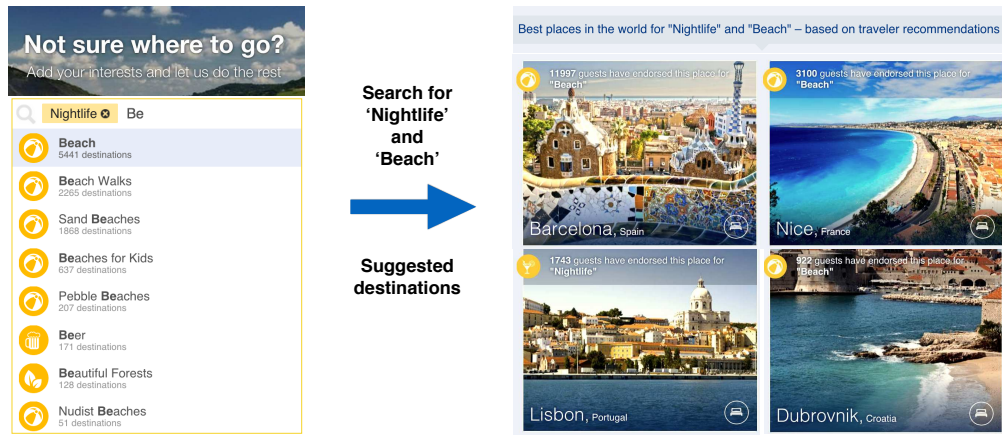 Not sure where to go?
Add your interests and let us do the rest
Nightlife Be
Beach
5441 destinations
Beach Walks
2265 destinations
Sand Beaches
1868 destinations
Beaches for Kids
637 destinations
Pebble Beaches
207 destinations
Beer
171 destinations
Beautiful Forests
128 destinations
Nudist Beaches
51 destinations
Search for
‘Nightlife’
and
‘Beach’
Suggested
destinations
Best places in the world for "Nightlife" and "Beach" – based on traveler recommendations
11997 guests have endorsed this place for
"Beach"
Barcelona, Spain
3100 guests have endorsed this place for
"Beach"
Nice, France
1743 guests have endorsed this place for
"Nightlife"
Lisbon, Portugal
922 guests have endorsed this place for
"Beach"
Dubrovnik, Croatia